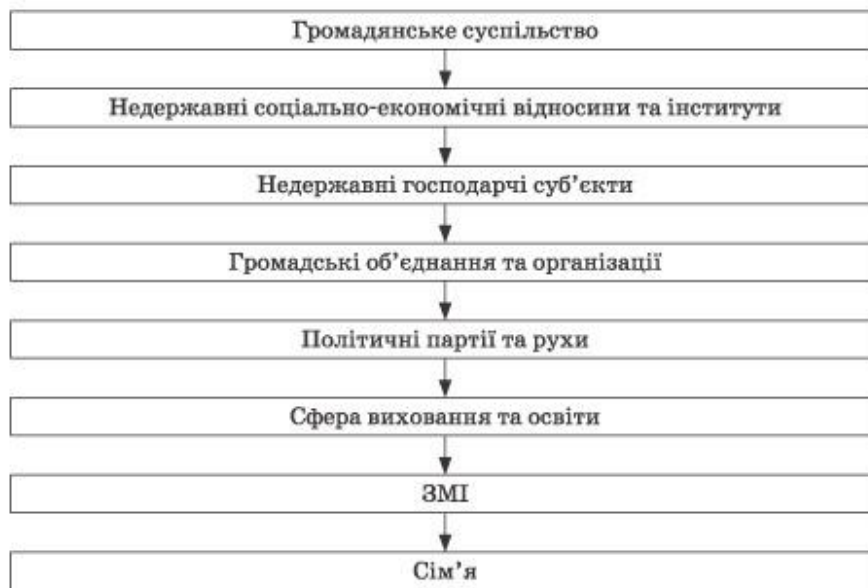 Громадянське суспільство
Недержавні соціально-економічні відносини та інститути
Недержавні господарчі суб’єкти
Громадські об’єднання та організації
Політичні партії та рухи
Сфера виховання та освіти
ЗМІ
Сім’я